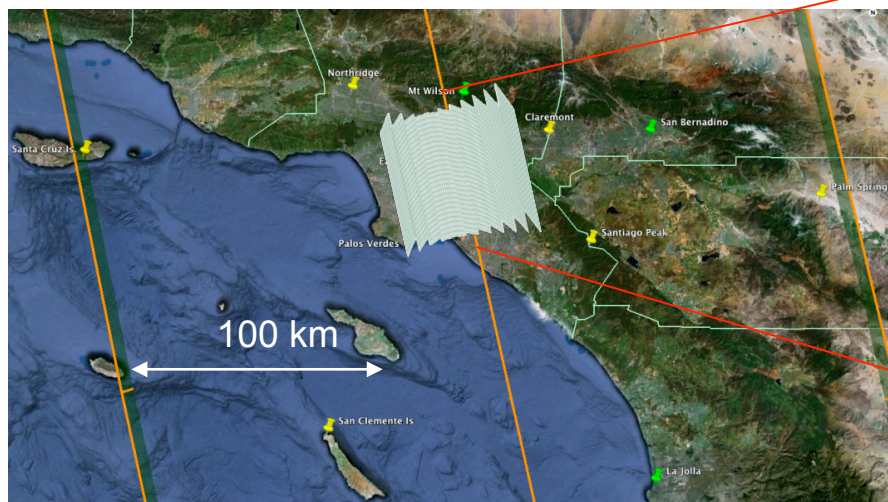 Northridge
Mt Wilson
Claremont
San Bernadino
Santa Cruz Is.
Palm Spring
Santiago Peak
Palos Verdes
100 km
San Clemente Is
La Jolla